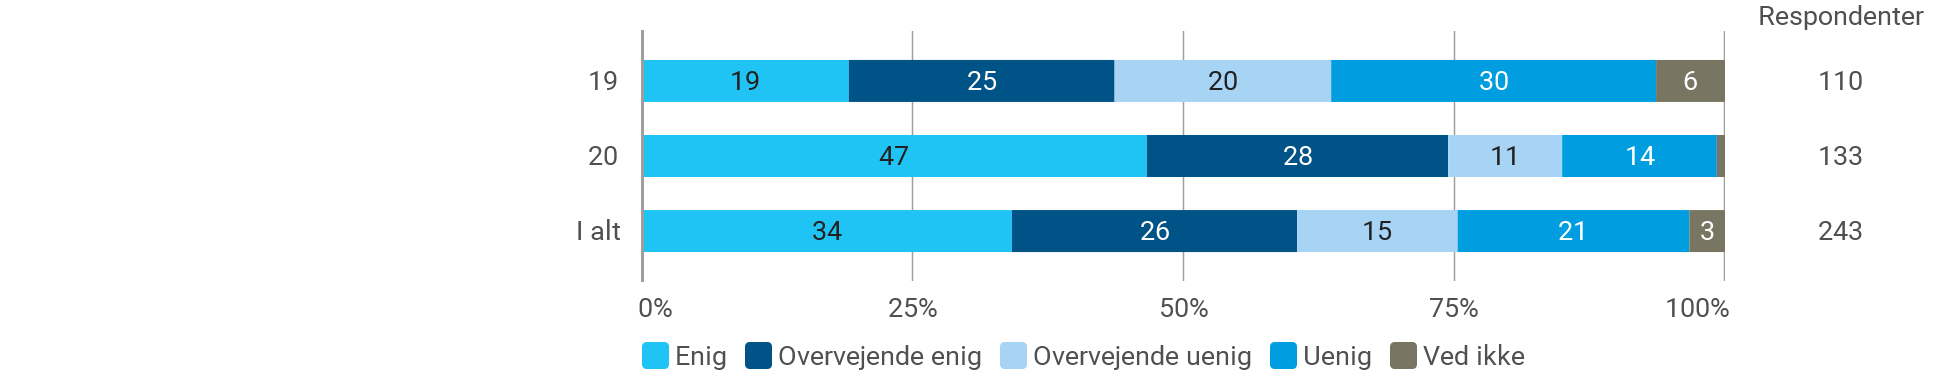 Respondenter
19 19 25 20 30 6 110
20 47 28 11 14 133
I alt 34 26 15 21 3 243
0% 25% 50% 75% 100%
Enig Overvejende enig Overvejende uenig Uenig Ved ikke